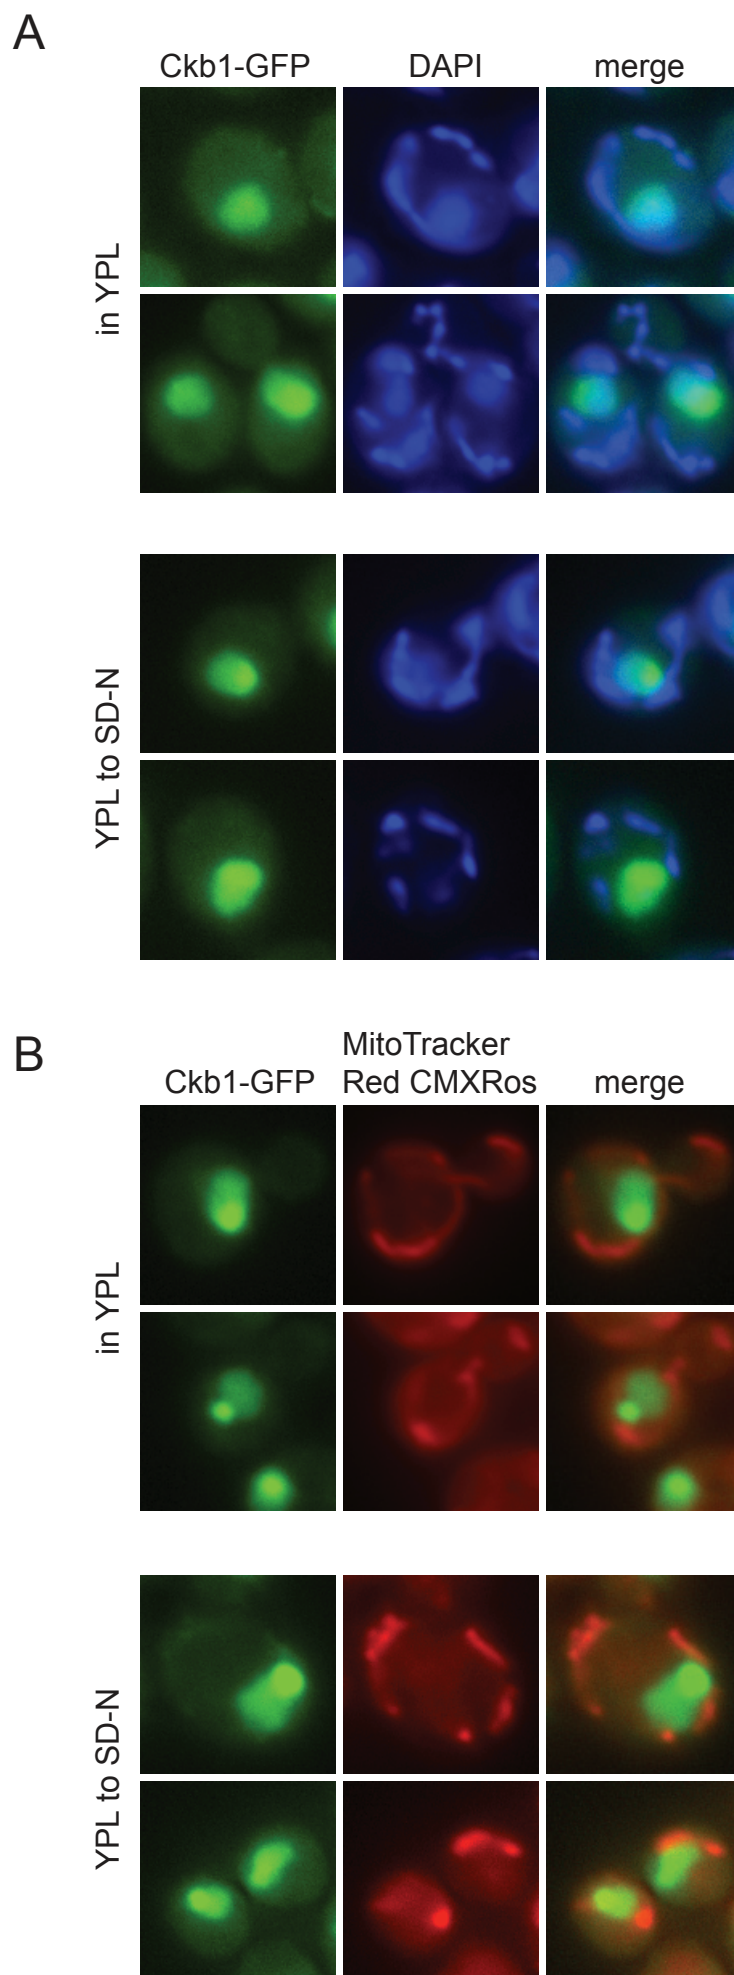 A
Ckb1-GFP DAPI merge
in YPL
YPL to SD-N
B
MitoTracker
Ckb1-GFP Red CMXRos merge
in YPL
YPL to SD-N